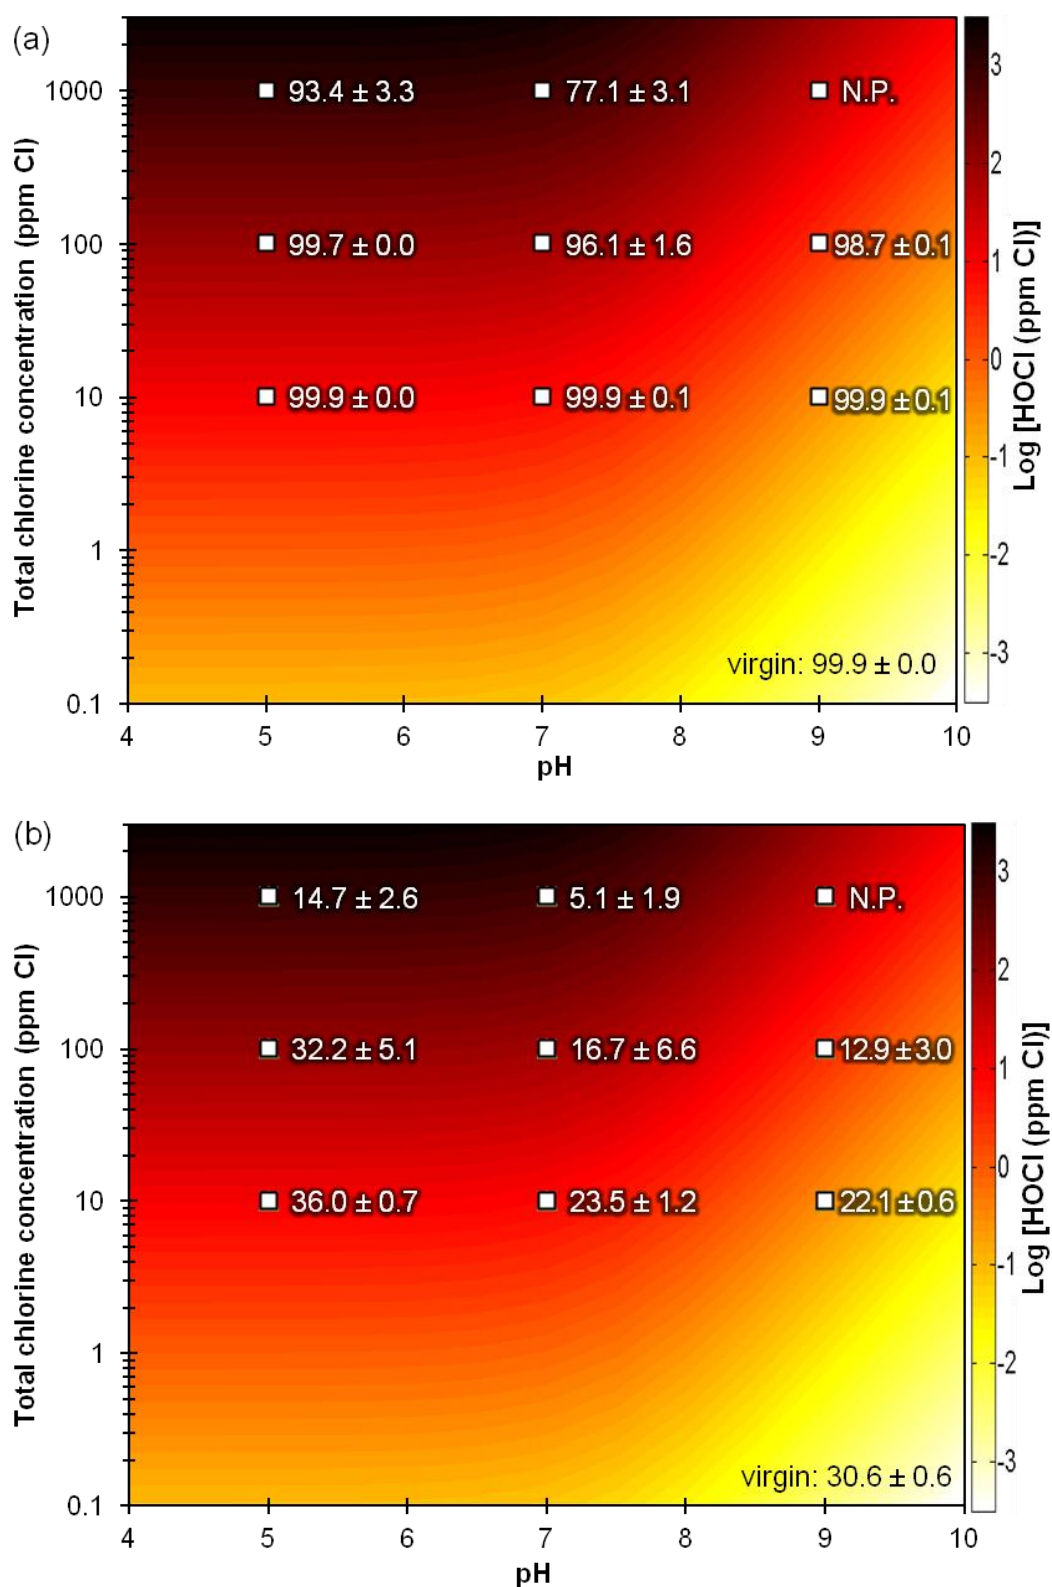 (a)
Total chlorine concentration (ppm Cl)
1000
100
10
1
0.1
93.4 ± 3.3
77.1 ± 3.1
N.P.
99.7 ± 0.0
96.1 ± 1.6
98.7 ± 0.1
99.9 ± 0.0
99.9 ± 0.1
99.9 ± 0.1
virgin: 99.9 ± 0.0
4 5 6 7 8 9 10
pH
3
2
1
0
-1
-2
-3
Log [HOCl (ppm Cl)]
(b)
Total chlorine concentration (ppm Cl)
1000
100
10
1
0.1
14.7 ± 2.6
5.1 ± 1.9
N.P.
32.2 ± 5.1
16.7 ± 6.6
12.9 ± 3.0
36.0 ± 0.7
23.5 ± 1.2
22.1 ± 0.6
virgin: 30.6 ± 0.6
4 5 6 7 8 9 10
pH
3
2
1
0
-1
-2
-3
Log [HOCl (ppm Cl)]